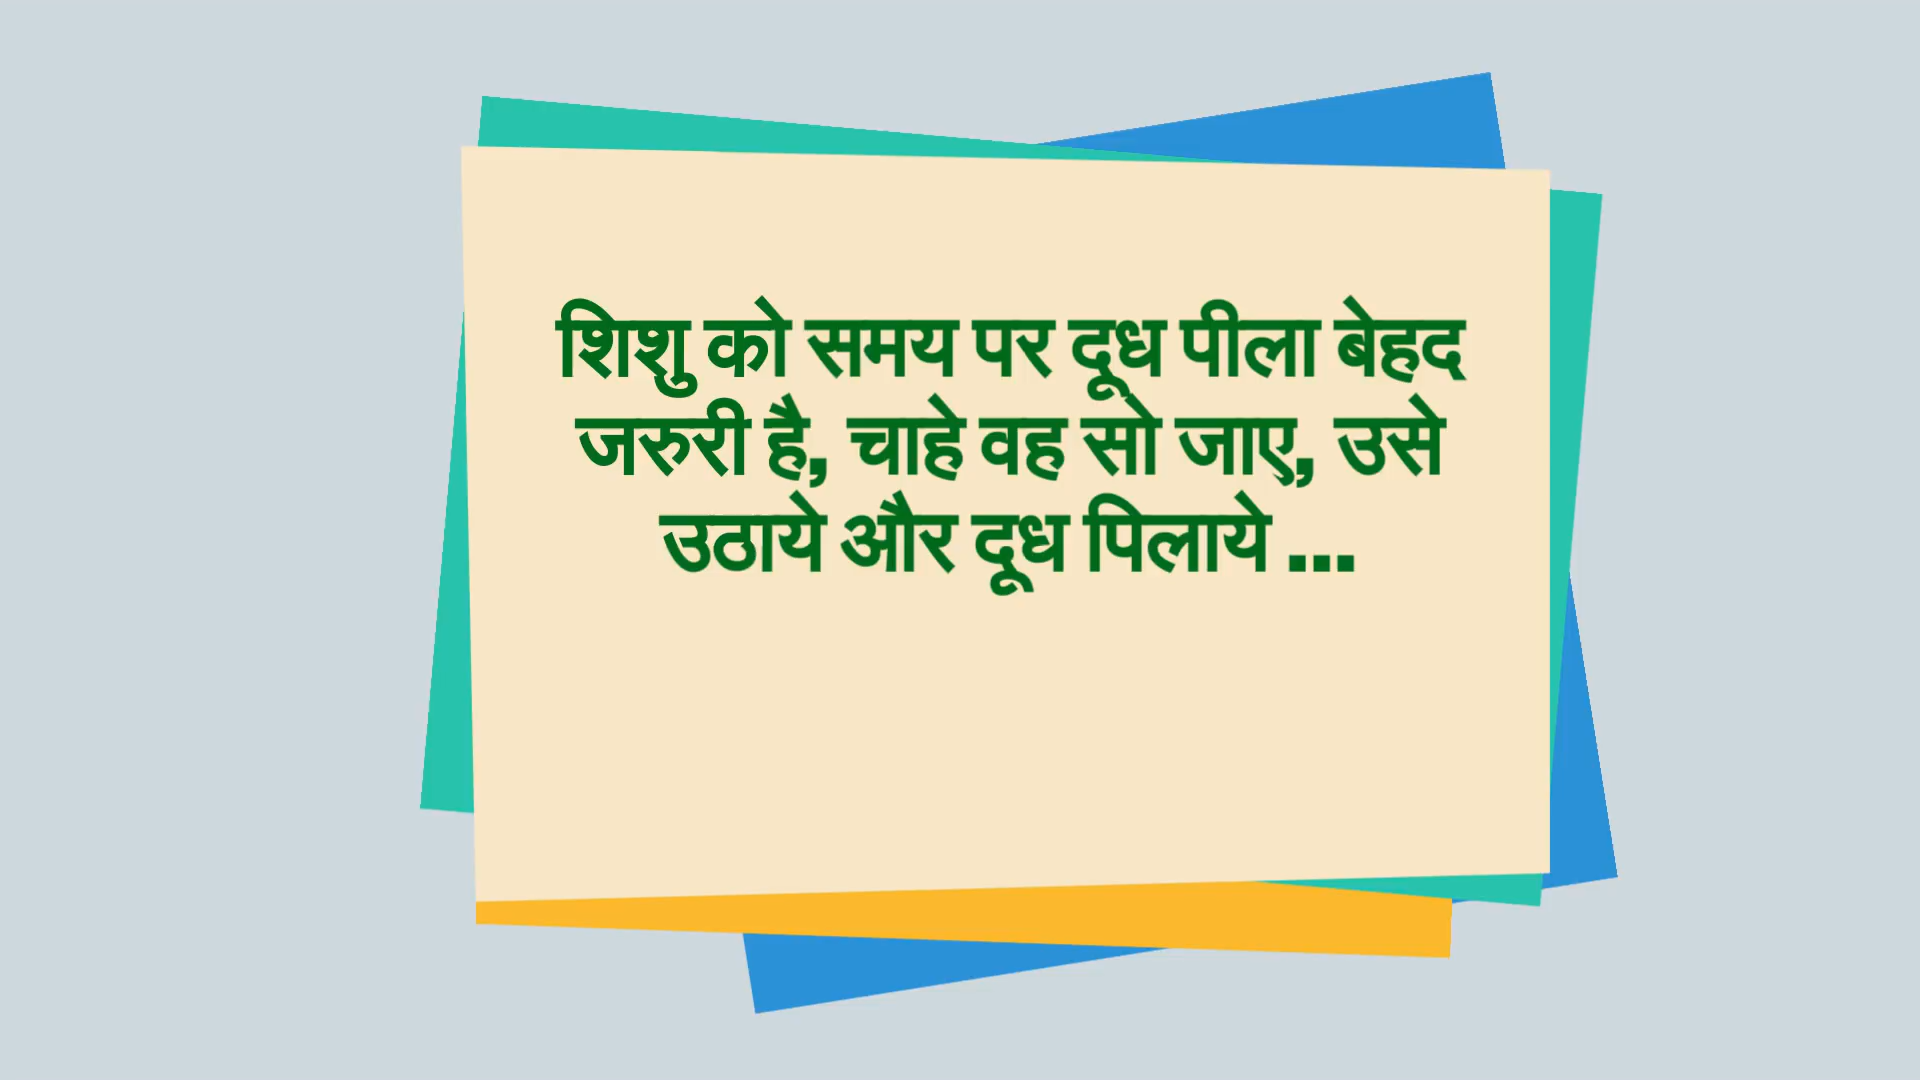 शिशु को समय पर दूध पीला बेहद
जरुरी है, चाहे वह सो जाए, उसे
उठाये और दूध पिलाये ...